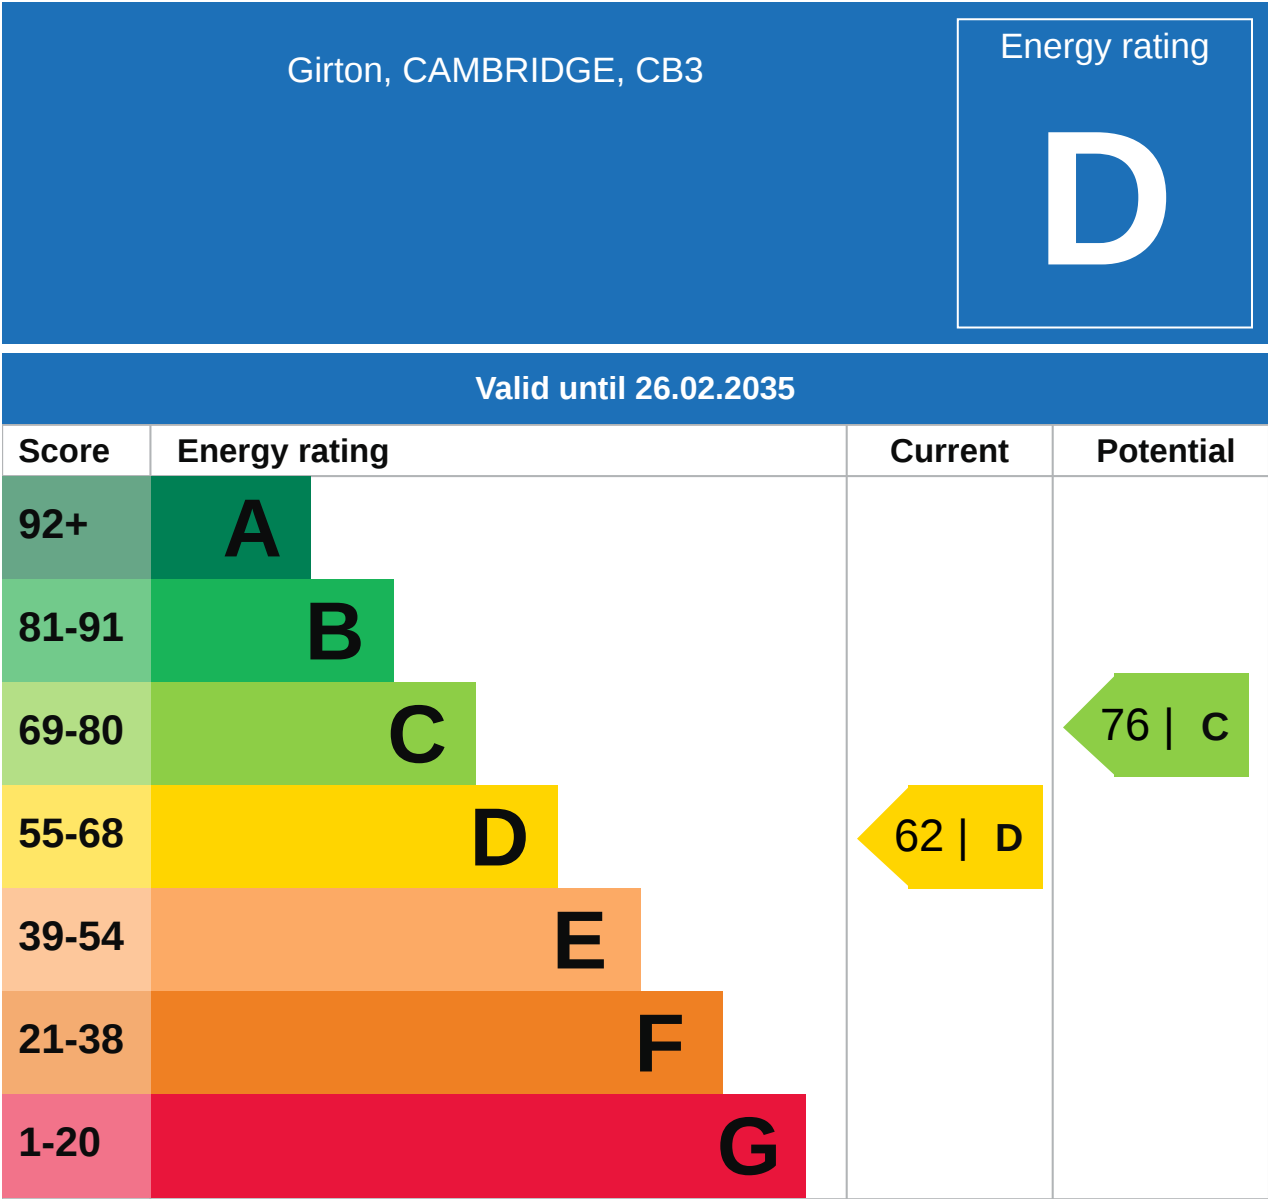 Girton, CAMBRIDGE, CB3
Energy rating
D
Valid until 26.02.2035
Score Energy rating Current Potential
92+ A
81-91 B
69-80 C 76 | C
55-68 D 62 | D
39-54 E
21-38 F
1-20 G